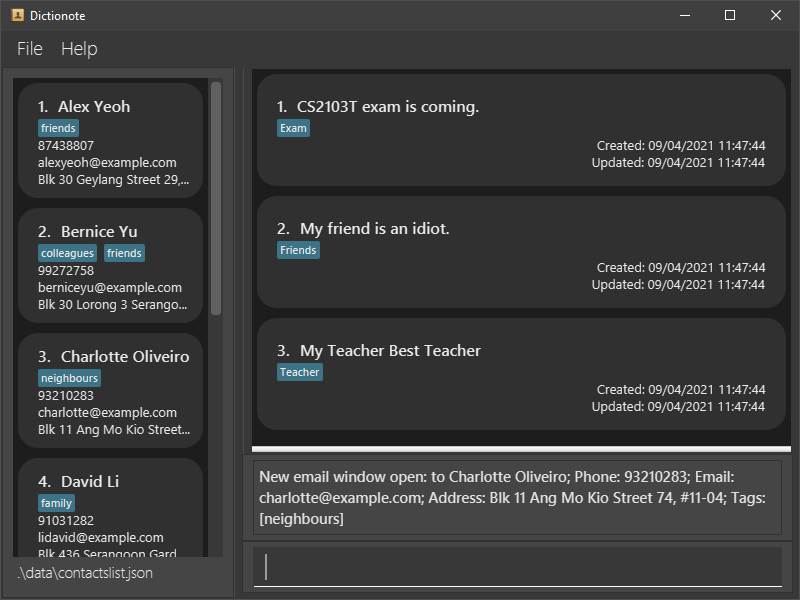 Dictionote
File Help
1. Alex Yeoh
friends
87438807
alexyeoh@example.com
Blk 30 Geylang Street 29,...
2. Bernice Yu
colleagues friends
99272758
berniceyu@example.com
Blk 30 Lorong 3 Serango...
3. Charlotte Oliveiro
neighbours
93210283
charlotte@example.com
Blk 11 Ang Mo Kio Street...
4. David Li
family
91031282
lidavid@example.com
Blk 436 Serangoon Gard
.\data\contactslist.json
1. CS2103T exam is coming.
Exam
Created: 09/04/2021 11:47:44
Updated: 09/04/2021 11:47:44
2. My friend is an idiot.
Friends
Created: 09/04/2021 11:47:44
Updated: 09/04/2021 11:47:44
3. My Teacher Best Teacher
Teacher
Created: 09/04/2021 11:47:44
Updated: 09/04/2021 11:47:44
New email window open: to Charlotte Oliveiro; Phone: 93210283; Email:
charlotte@example.com; Address: Blk 11 Ang Mo Kio Street 74, #11-04; Tags:
[neighbours]